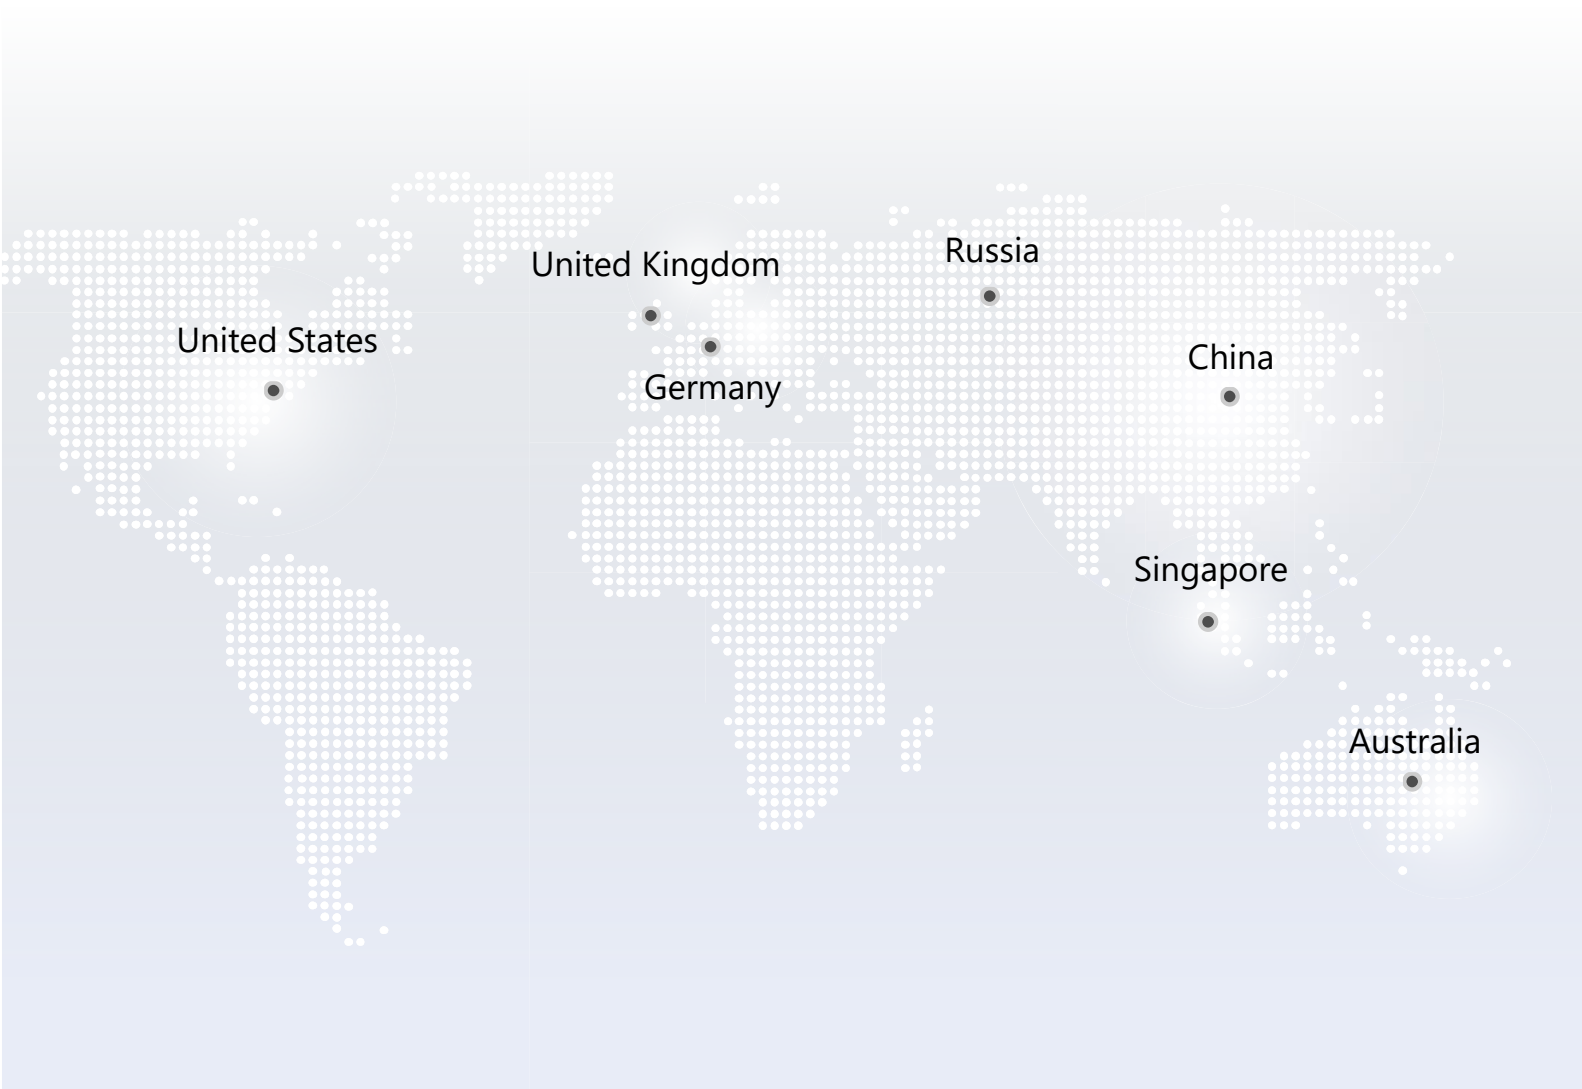 Russia
United Kingdom
United States
China
Germany
Singapore
Australia